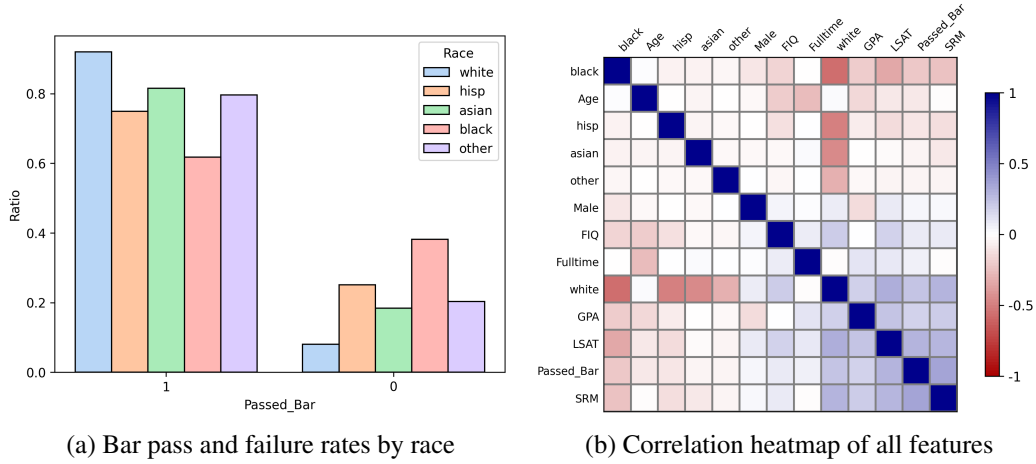 Race
white
hisp
asian
black
other
0.8
0.6
0.4
0.2
0.0
Ratio
1
0
Passed_Bar
(a) Bar pass and failure rates by race
black
Age
hisp
asian
other
Male
FIQ
Fulltime
white
GPA
LSAT
Passed_Bar
SRM
black
Age
hisp
asian
other
Male
FIQ
Fulltime
white
GPA
LSAT
Passed_Bar
SRM
1
0.5
0
-0.5
-1
(b) Correlation heatmap of all features